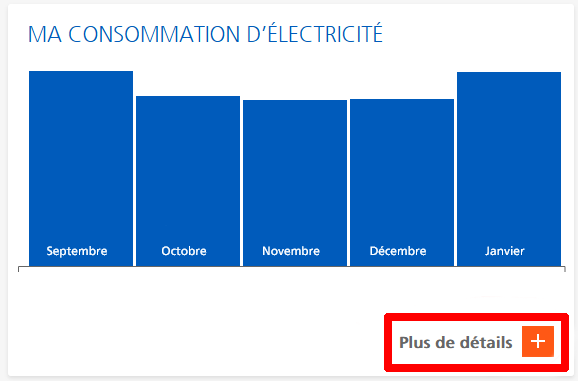 MA CONSOMMATION D’ÉLECTRICITÉ
Septembre Octobre Novembre Décembre Janvier
Plus de détails +